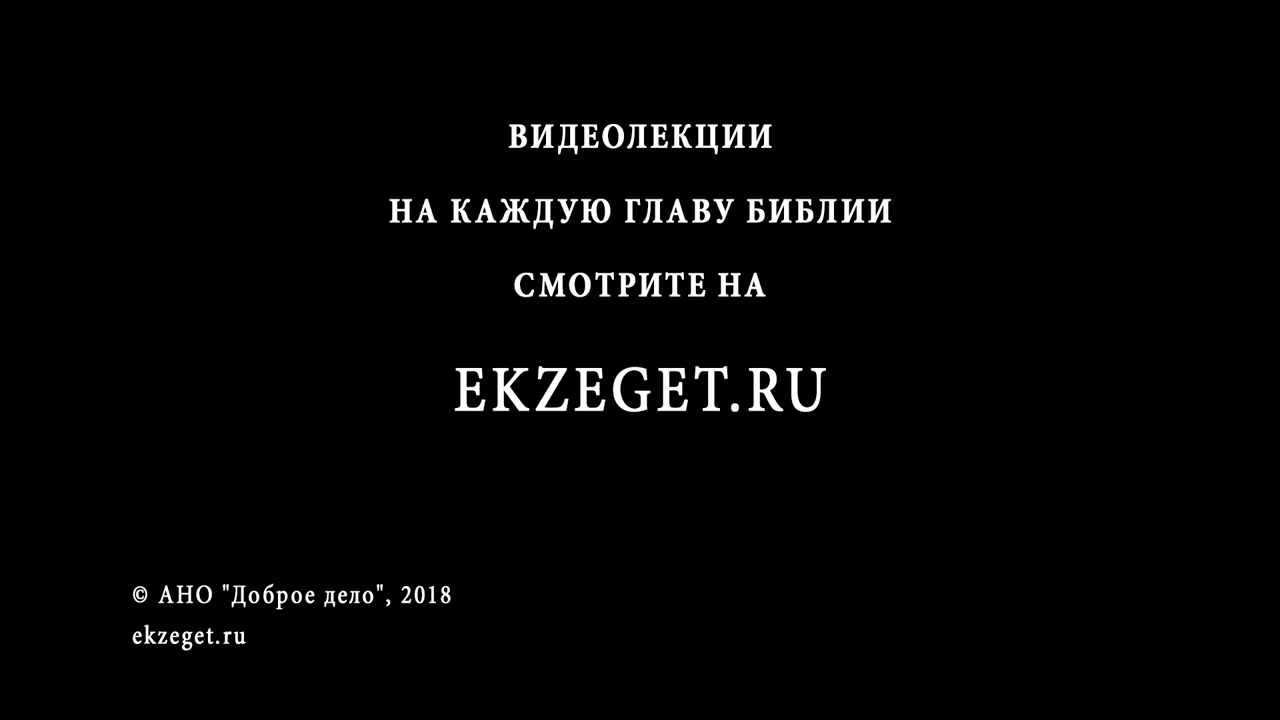 ВИДЕОЛЕКЦИИ
НА КАЖДУЮ ГЛАВУ БИБЛИИ
СМОТРИТЕ НА
EKZEGET.RU
© АНО "Доброе дело", 2018
ekzeget.ru